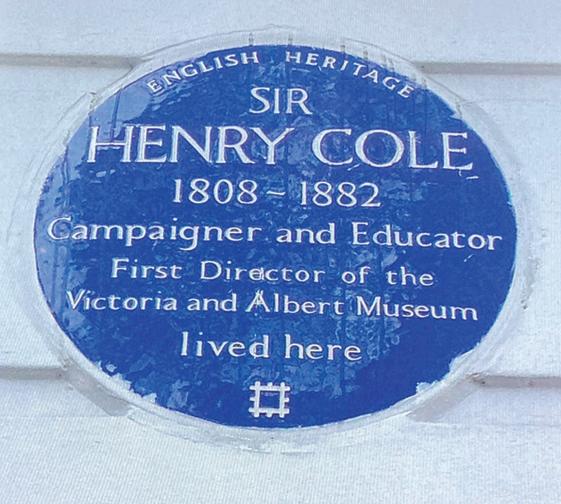 ENGLISH HERITAGE
SIR
HENRY COLE
1808 - 1882
Campaigner and Educator
First Director of the
Victoria and Albert Museum
lived here